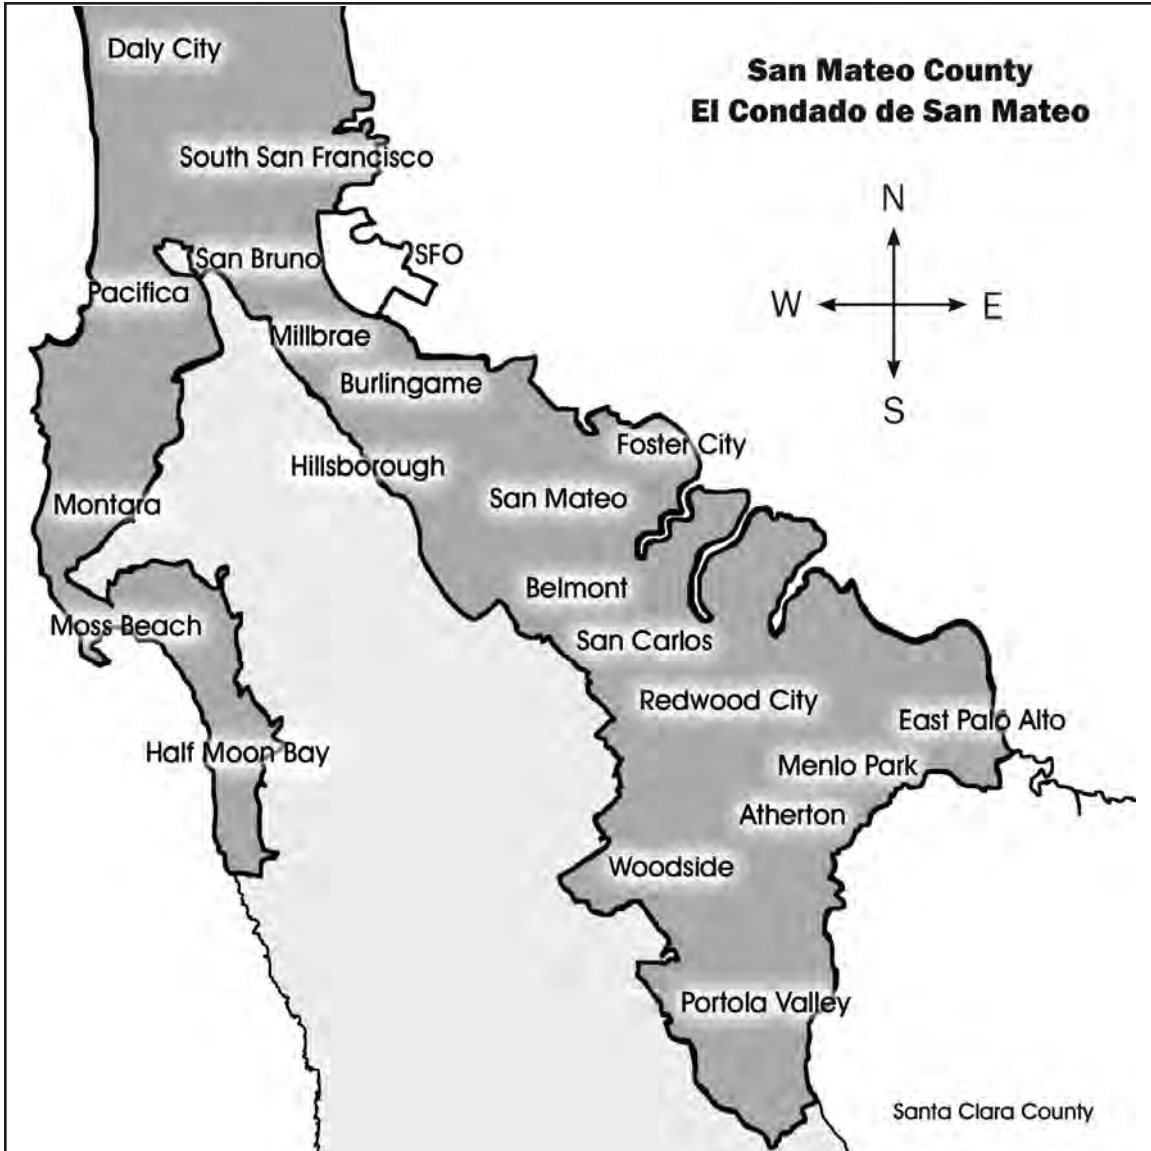 San Mateo County
El Condado de San Mateo
N
W
E
S
Daly City
South San Francisco
San Bruno
SFO
Pacifica
Millbrae
Burlingame
Foster City
Hillsborough
San Mateo
Montara
Belmont
Moss Beach
San Carlos
Redwood City
East Palo Alto
Half Moon Bay
Menlo Park
Atherton
Woodside
Portola Valley
Santa Clara County